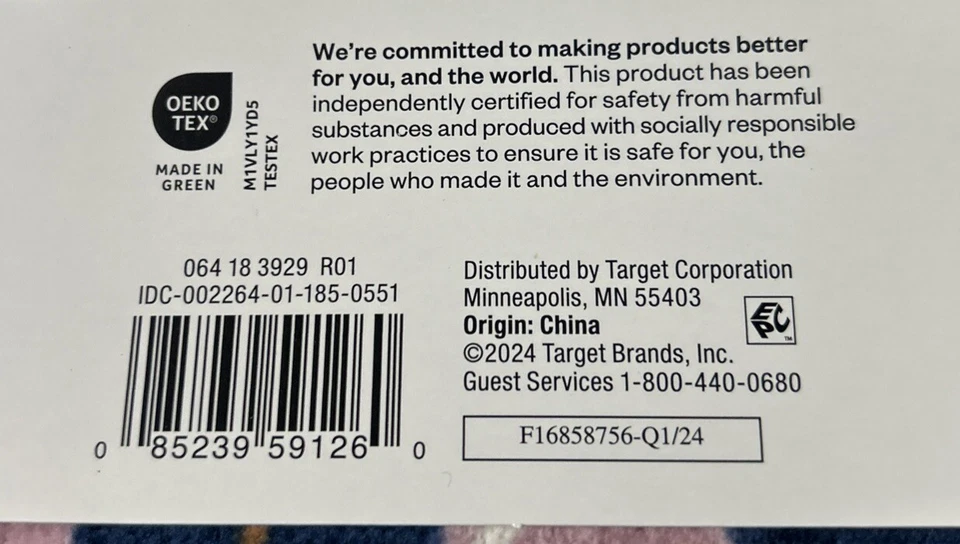 OEKO
TEX®
MADE IN
GREEN
M1VLY1YD5
TESTEX
We’re committed to making products better
for you, and the world. This product has been
independently certified for safety from harmful
substances and produced with socially responsible
work practices to ensure it is safe for you, the
people who made it and the environment.
064 18 3929 R01
IDC-002264-01-185-0551
0 85239 59126 0
Distributed by Target Corporation
Minneapolis, MN 55403
Origin: China
©2024 Target Brands, Inc.
Guest Services 1-800-440-0680
EPC™
F16858756-Q1/24